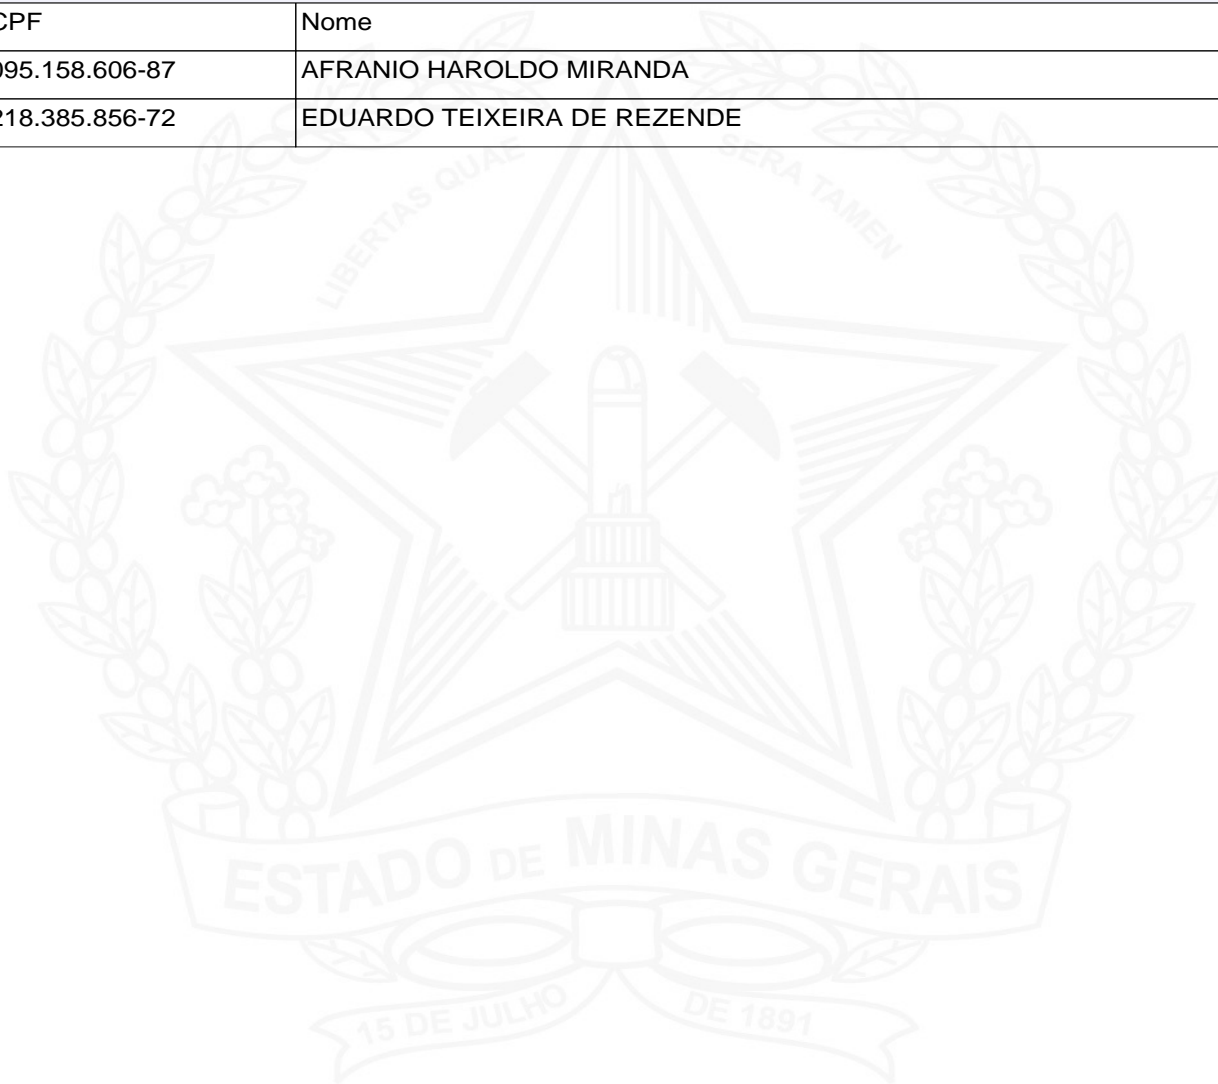 CPF Nome
095.158.606-87 AFRANIO HAROLDO MIRANDA
218.385.856-72 EDUARDO TEIXEIRA DE REZENDE
LIBERTAS QUAE SERA TAMEN
ESTADO DE MINAS GERAIS
15 DE JULHO DE 1891